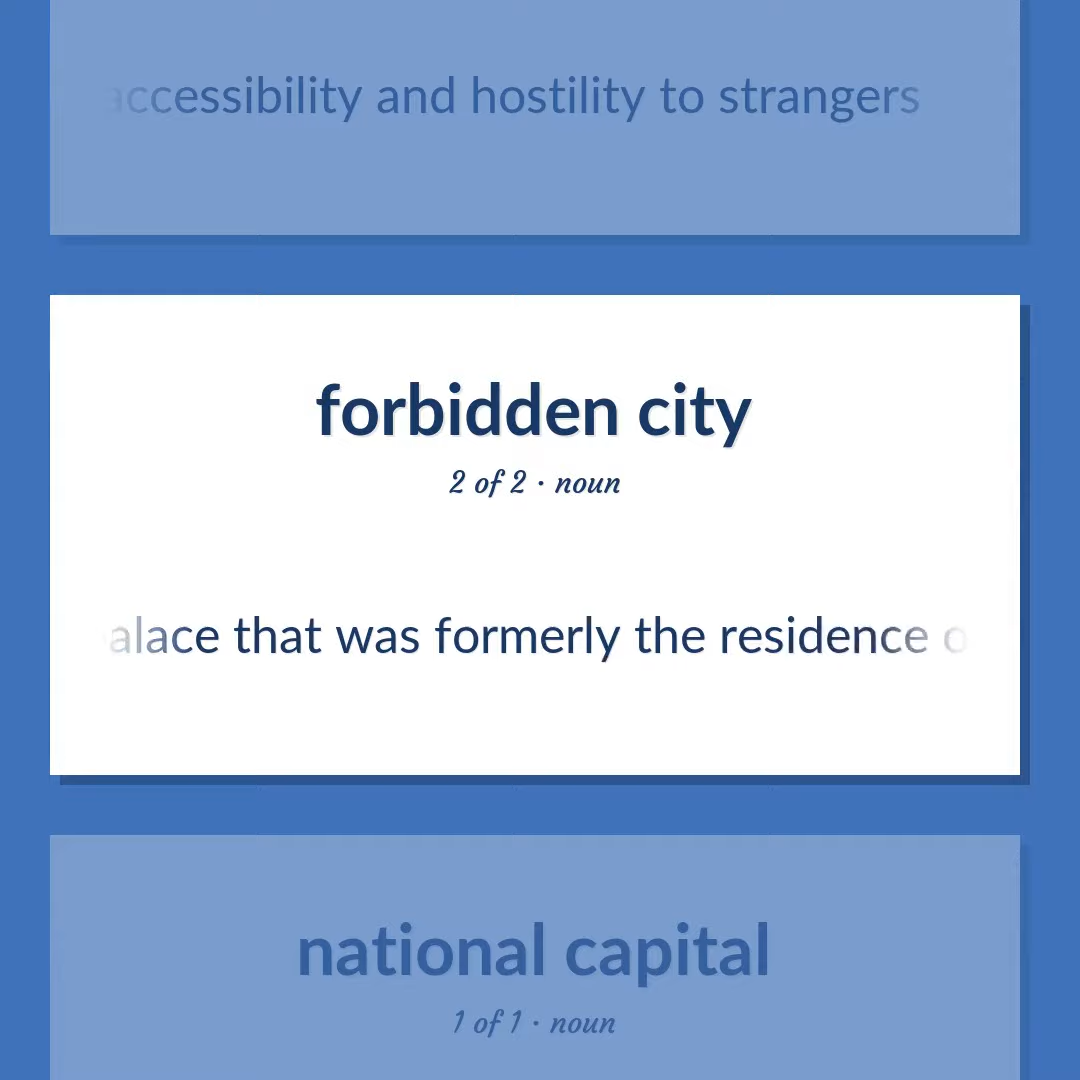 accessibility and hostility to strangers
forbidden city
2 of 2 · noun
alace that was formerly the residence o
national capital
1 of 1 · noun